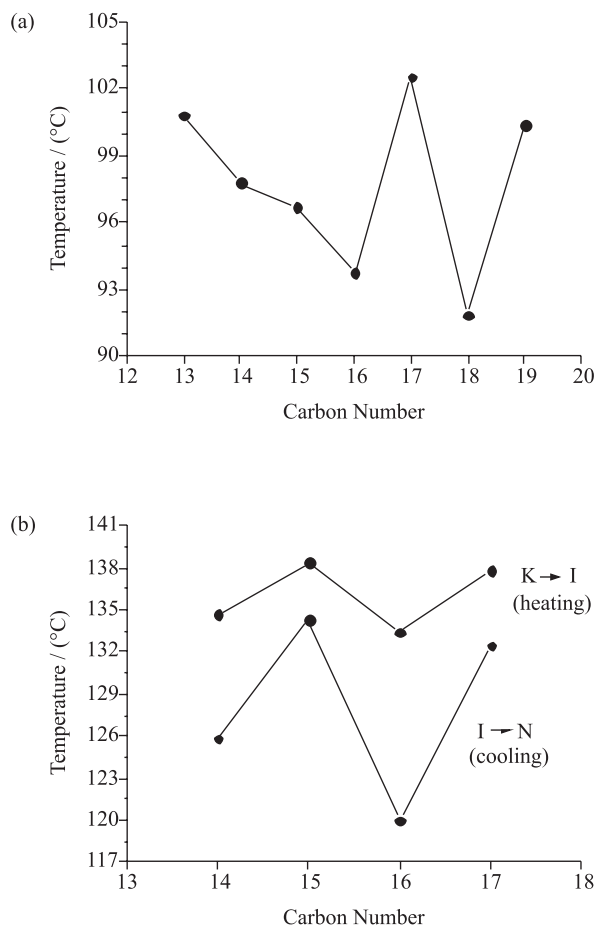 (a)
105
102
99
96
93
90
Temperature / (°C)
12 13 14 15 16 17 18 19 20
Carbon Number
(b)
141
138
135
132
129
126
123
120
117
Temperature / (°C)
K → I
(heating)
I → N
(cooling)
13 14 15 16 17 18
Carbon Number